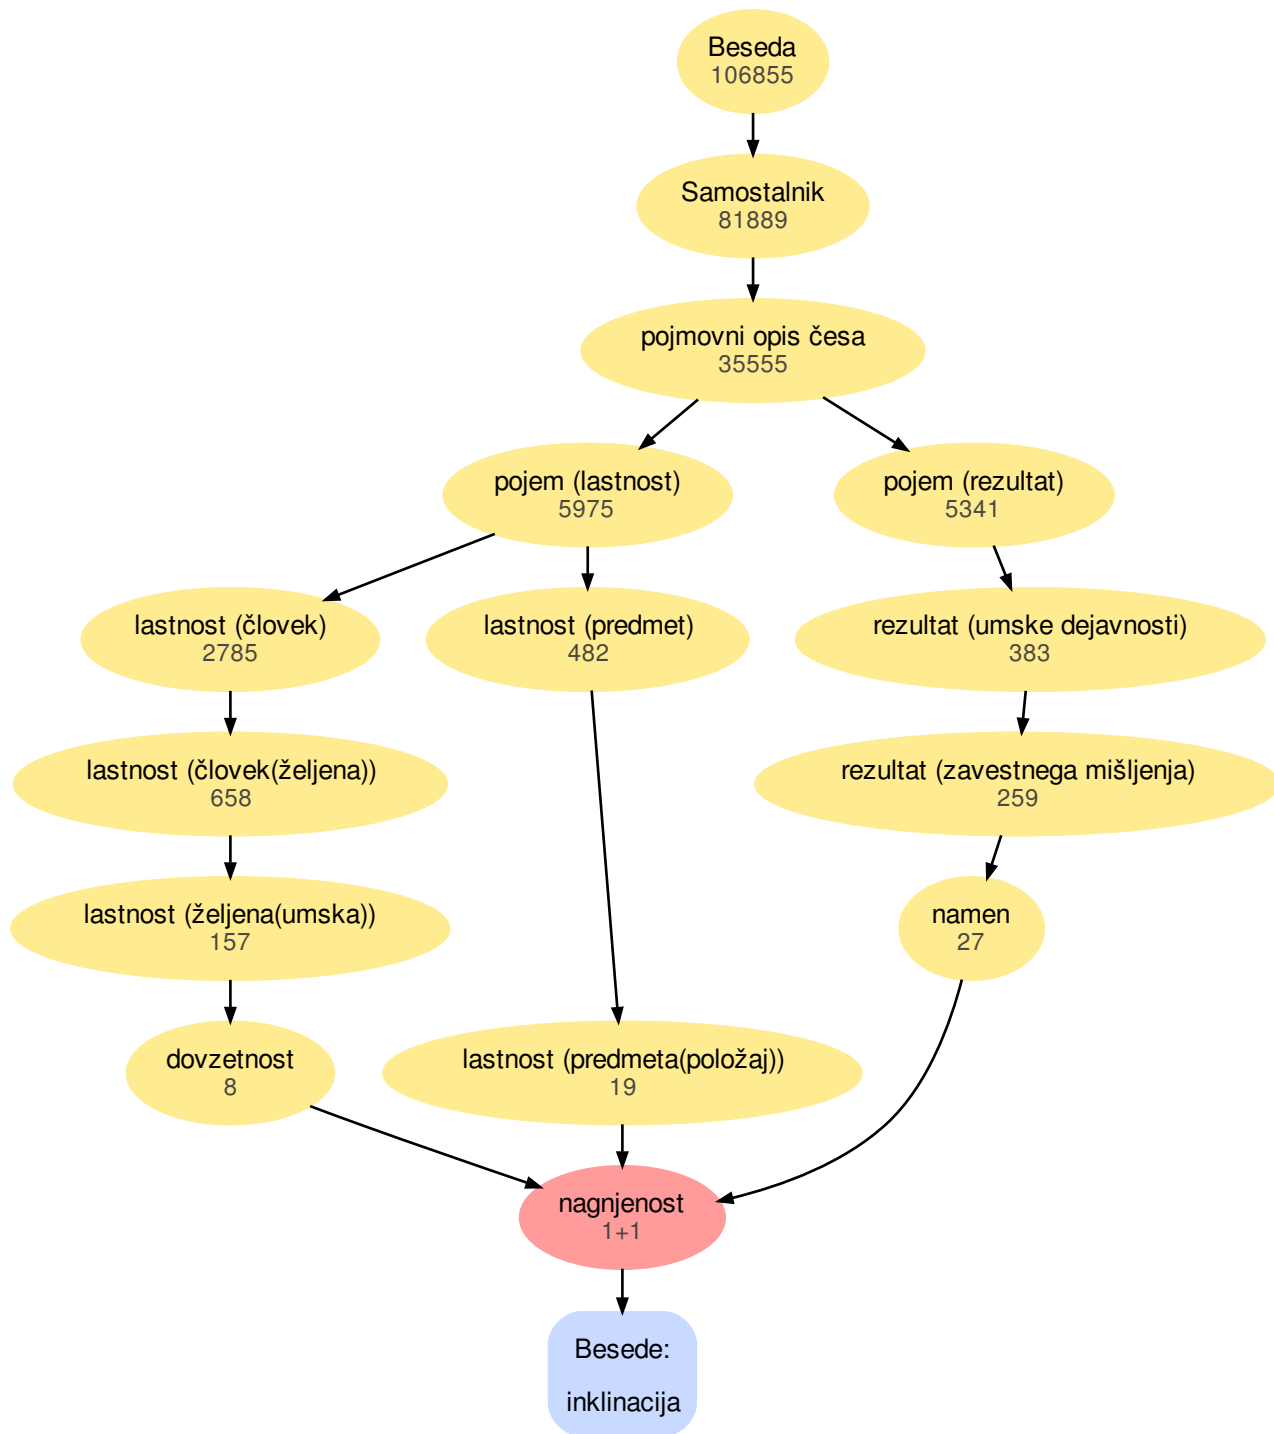 Beseda
106855
Samostalnik
81889
pojmovni opis česa
35555
pojem (lastnost)
5975
pojem (rezultat)
5341
lastnost (človek)
2785
lastnost (predmet)
482
rezultat (umske dejavnosti)
383
lastnost (človek(željena))
658
rezultat (zavestnega mišljenja)
259
lastnost (željena(umska))
157
namen
27
dovzetnost
8
lastnost (predmeta(položaj))
19
nagnjenost
1+1
Besede:
inklinacija